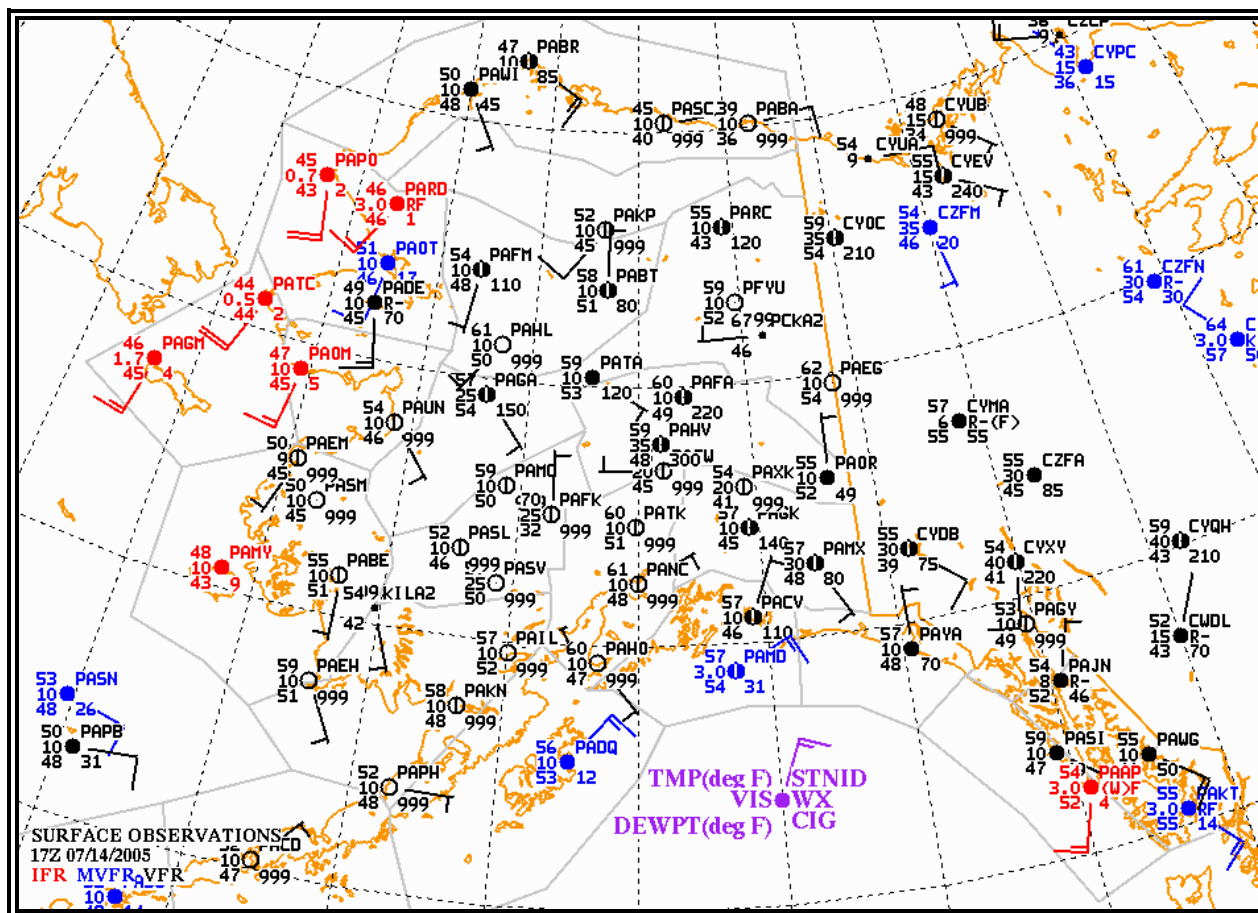 47 PABR
10 85
50 PAWI
10
48 45
45 PASC
10
40 999
39 PABA
10
36 999
43 CYPC
15
36 15
48 CYUB
15
999
54 CYUA
9
55 CYEV
15
43 240
45 PAPO
0.7
43 2
46 PARD
3.0 RF
46 1
52 PAKP
10
45 999
55 PARC
10
43 120
59 CYOC
35
54 210
54 CZFM
35
46 20
51 PAOT
10
54 PAFM
10
48 110
58 PABT
10
51 80
61 CZFN
30 R-
54 30
44 PATC
0.5
44 2
49 PADE
10 R-
45 70
59 PFYU
10
52
6799 PCKA2
46
64
3.0
57
46 PAGM
1.7
45 4
47 PAOM
10
45 5
61 PAHL
10
50 999
59 PATA
10
53 120
62 PAEG
10
54 999
57 PAGA
25
54 150
60 PAFA
10
49 220
54 PAUN
10
46 999
57 CYMA
6 R-(F)
55 55
50 PAEM
9
45 999
59 PAHV
35
300
45 999
59 PAMC
10
50
54 PAXK
20
41 999
55 PAOR
10
52 49
55 CZFA
30
45 85
50 PASM
10
45 999
PAFK
32 999
60 PATK
10
51 999
57 PAGK
10
45 140
52 PASL
10
46 999
57 PAMX
30
48 80
55 CYDB
30
39 75
54 CYXY
40
41 220
59 CYQH
40
43 210
48 PAMY
10
43 9
55 PABE
10
51
PASV
25
50 999
61 PANC
10
48 999
KILA2
42
57 PACV
10
46 110
57 PAYA
10
48 70
53 PAGY
10
49 999
52 CWDL
15 R-
43 70
57 PAIL
10
52 999
60 PAHO
10
47 999
57 PAMD
3.0
54 31
59 PAEH
10
51 999
54 PAJN
8 R-
52 46
53 PASN
10
48 26
58 PAKN
10
48 999
50 PAPB
10
48 31
56 PADQ
10
53 12
59 PASI
10
47
55 PAWG
10
50
52 PAPH
10
48 999
TMP(deg F) STNID
VIS WX
DEWPT(deg F) CIG
54 PAAP
3.0 (W)F
52 4
55 PAKT
3.0 RF
55 14
SURFACE OBSERVATIONS
17Z 07/14/2005
IFR MVFR VFR
10
47 999
10